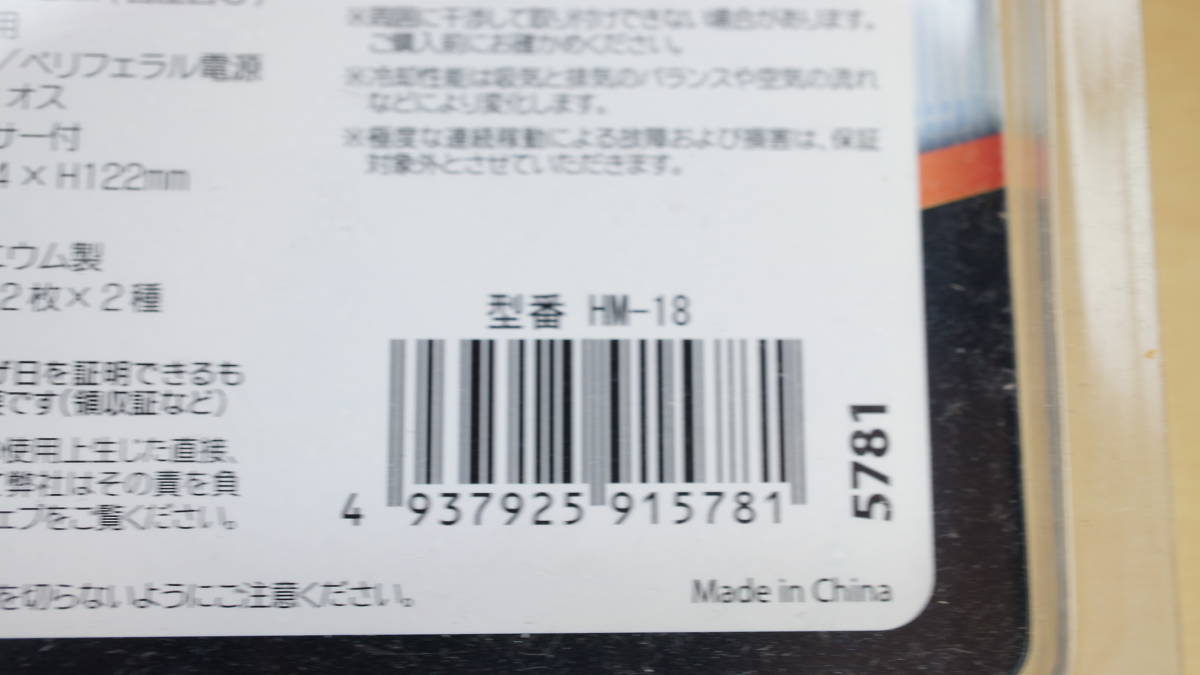 用
／ペリフェラル電源
オス
サー付
4 × H122mm
ニウム製
2枚×2種
日を証明できるも
です（領収証など）
使用上生じた直接、
弊社はその責を負
ェブをご覧ください。
を切らないようにご注意ください。
※周囲に干渉して取り付けできない場合があります。
ご購入前にお確かめください。
※冷却性能は吸気と排気のバランスや空気の流れ
などにより変化します。
※極度な連続稼動による故障および損害は、保証
対象外とさせていただきます。
型番 HM-18
4 937925 915781
5781
Made in China